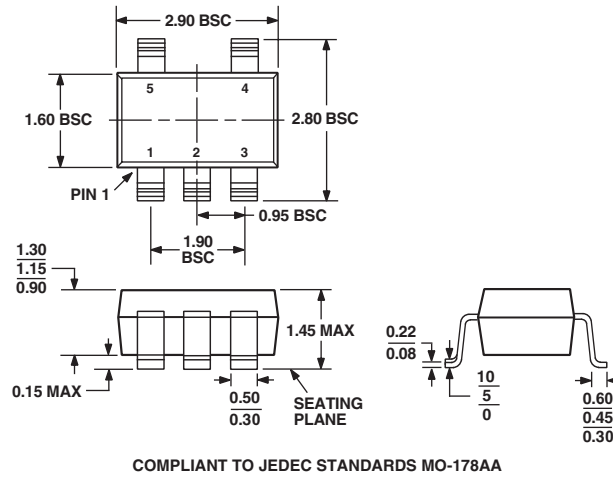 2.90 BSC
5 4
1.60 BSC
2.80 BSC
1 2 3
PIN 1
0.95 BSC
1.90
BSC
1.30
1.15
0.90
1.45 MAX
0.15 MAX
0.50
0.30
SEATING
PLANE
0.22
0.08
10
5
0
0.60
0.45
0.30
COMPLIANT TO JEDEC STANDARDS MO-178AA